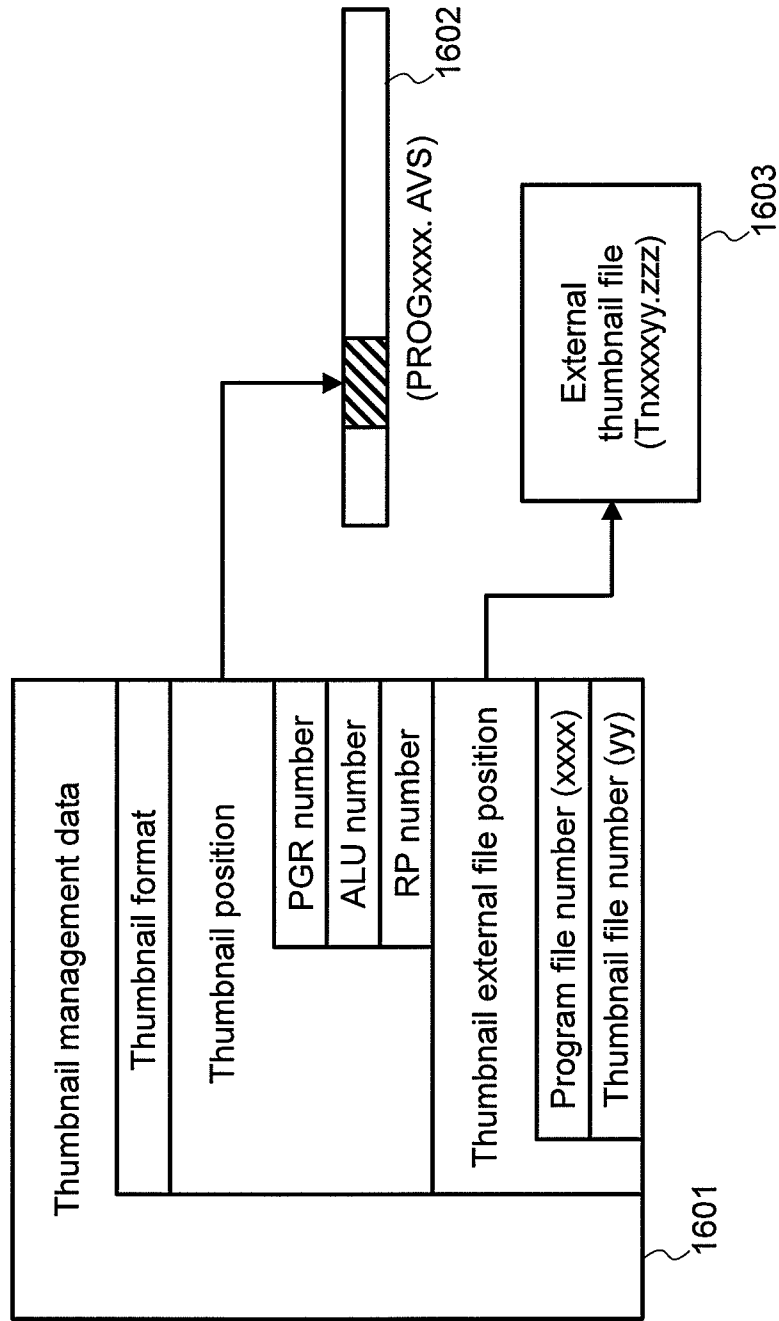 Thumbnail management data
Thumbnail format
Thumbnail position
PGR number
ALU number
RP number
Thumbnail external file position
Program file number (xxxx)
Thumbnail file number (yy)
1601
(PROGxxxx. AVS)
1602
External
thumbnail file
(Tnxxxxyy.zzz)
1603